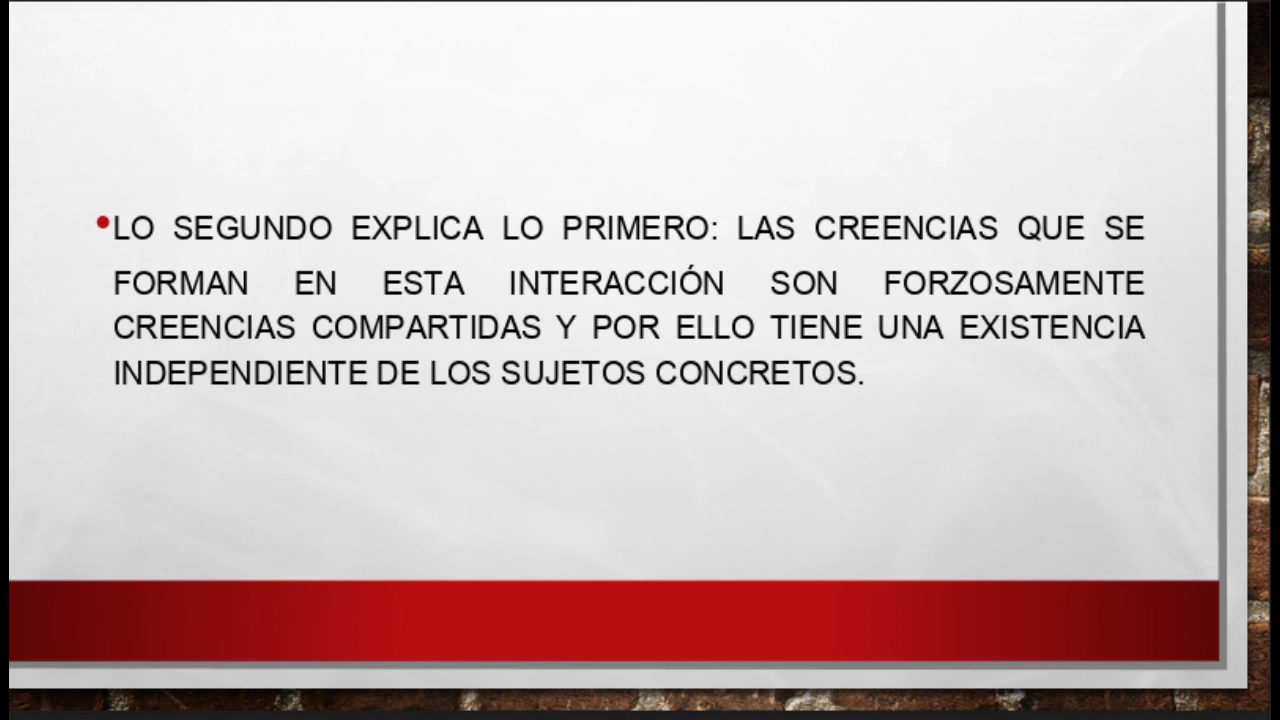 •LO SEGUNDO EXPLICA LO PRIMERO: LAS CREENCIAS QUE SE
FORMAN EN ESTA INTERACCIÓN SON FORZOSAMENTE
CREENCIAS COMPARTIDAS Y POR ELLO TIENE UNA EXISTENCIA
INDEPENDIENTE DE LOS SUJETOS CONCRETOS.